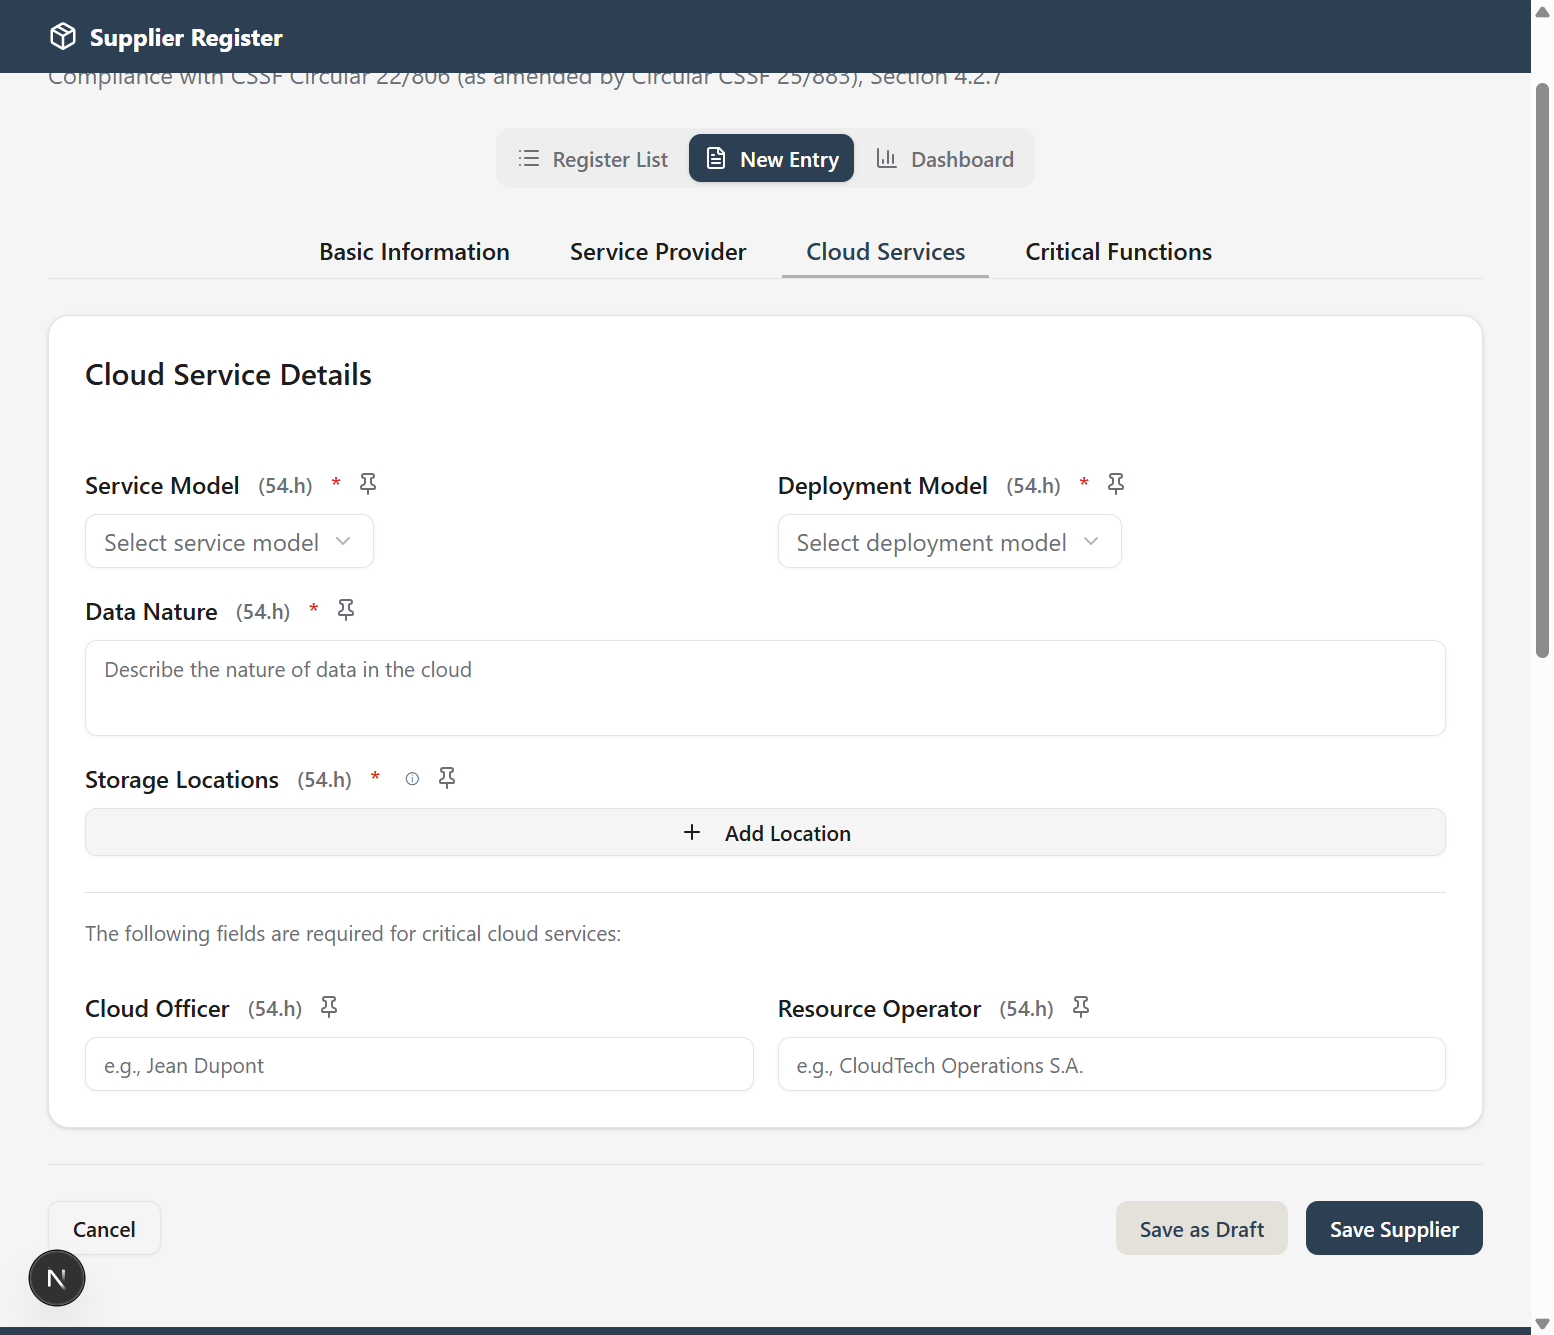 Supplier Register
Compliance with CSSF Circular 22/806 (as amended by Circular CSSF 25/883), Section 4.2.7
Register List
New Entry
Dashboard
Basic Information
Service Provider
Cloud Services
Critical Functions
Cloud Service Details
Service Model (54.h) *
Deployment Model (54.h) *
Select service model
Select deployment model
Data Nature (54.h) *
Describe the nature of data in the cloud
Storage Locations (54.h) *
+ Add Location
The following fields are required for critical cloud services:
Cloud Officer (54.h)
Resource Operator (54.h)
e.g., Jean Dupont
e.g., CloudTech Operations S.A.
Cancel
Save as Draft
Save Supplier
N